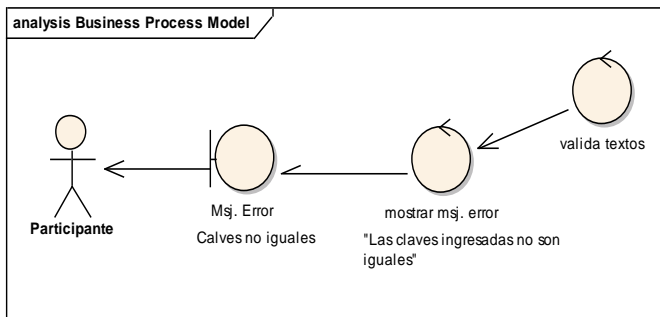 analysis Business Process Model
valida textos
Participante
Msj. Error
Calves no iguales
mostrar msj. error
"Las claves ingresadas no son
iguales"